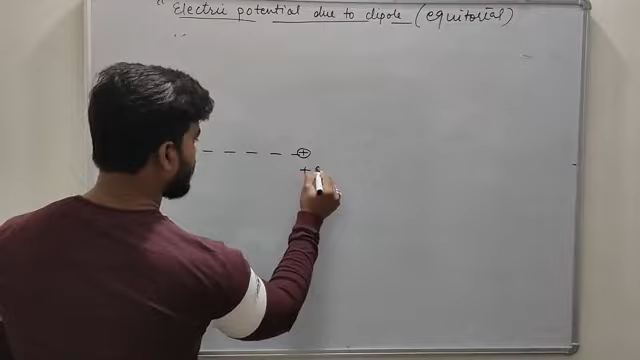 Electric potential due to dipole (equitorial)
+
+